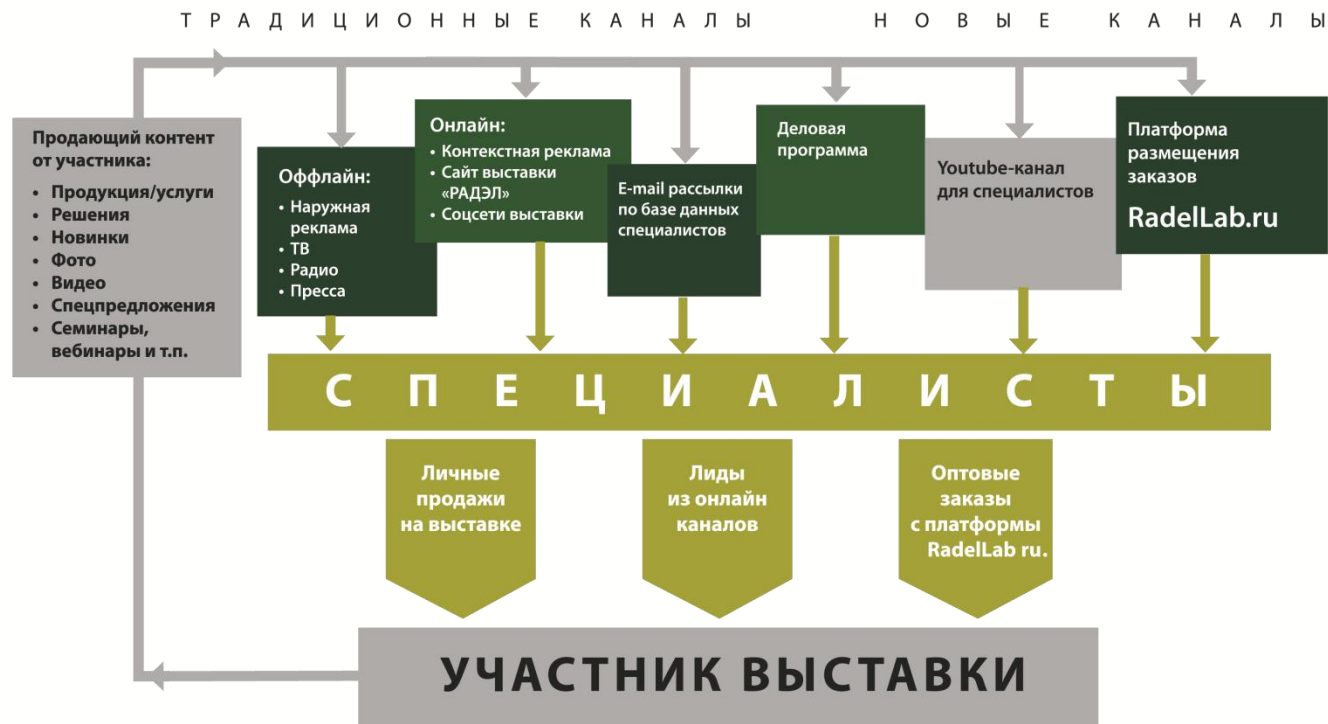 ТРАДИЦИОННЫЕ КАНАЛЫ
НОВЫЕ КАНАЛЫ
Продающий контент
от участника:
• Продукция/услуги
• Решения
• Новинки
• Фото
• Видео
• Спецпредложения
• Семинары,
вебинары и т.п.
Оффлайн:
• Наружная
реклама
• ТВ
• Радио
• Пресса
Онлайн:
• Контекстная реклама
• Сайт выставки
«РАДЭЛ»
• Соцсети выставки
E-mail рассылки
по базе данных
специалистов
Деловая
программа
Youtube-канал
для специалистов
Платформа
размещения
заказов
RadelLab.ru
СПЕЦИАЛИСТЫ
Личные
продажи
на выставке
Лиды
из онлайн
каналов
Оптовые
заказы
с платформы
RadelLab ru.
УЧАСТНИК ВЫСТАВКИ